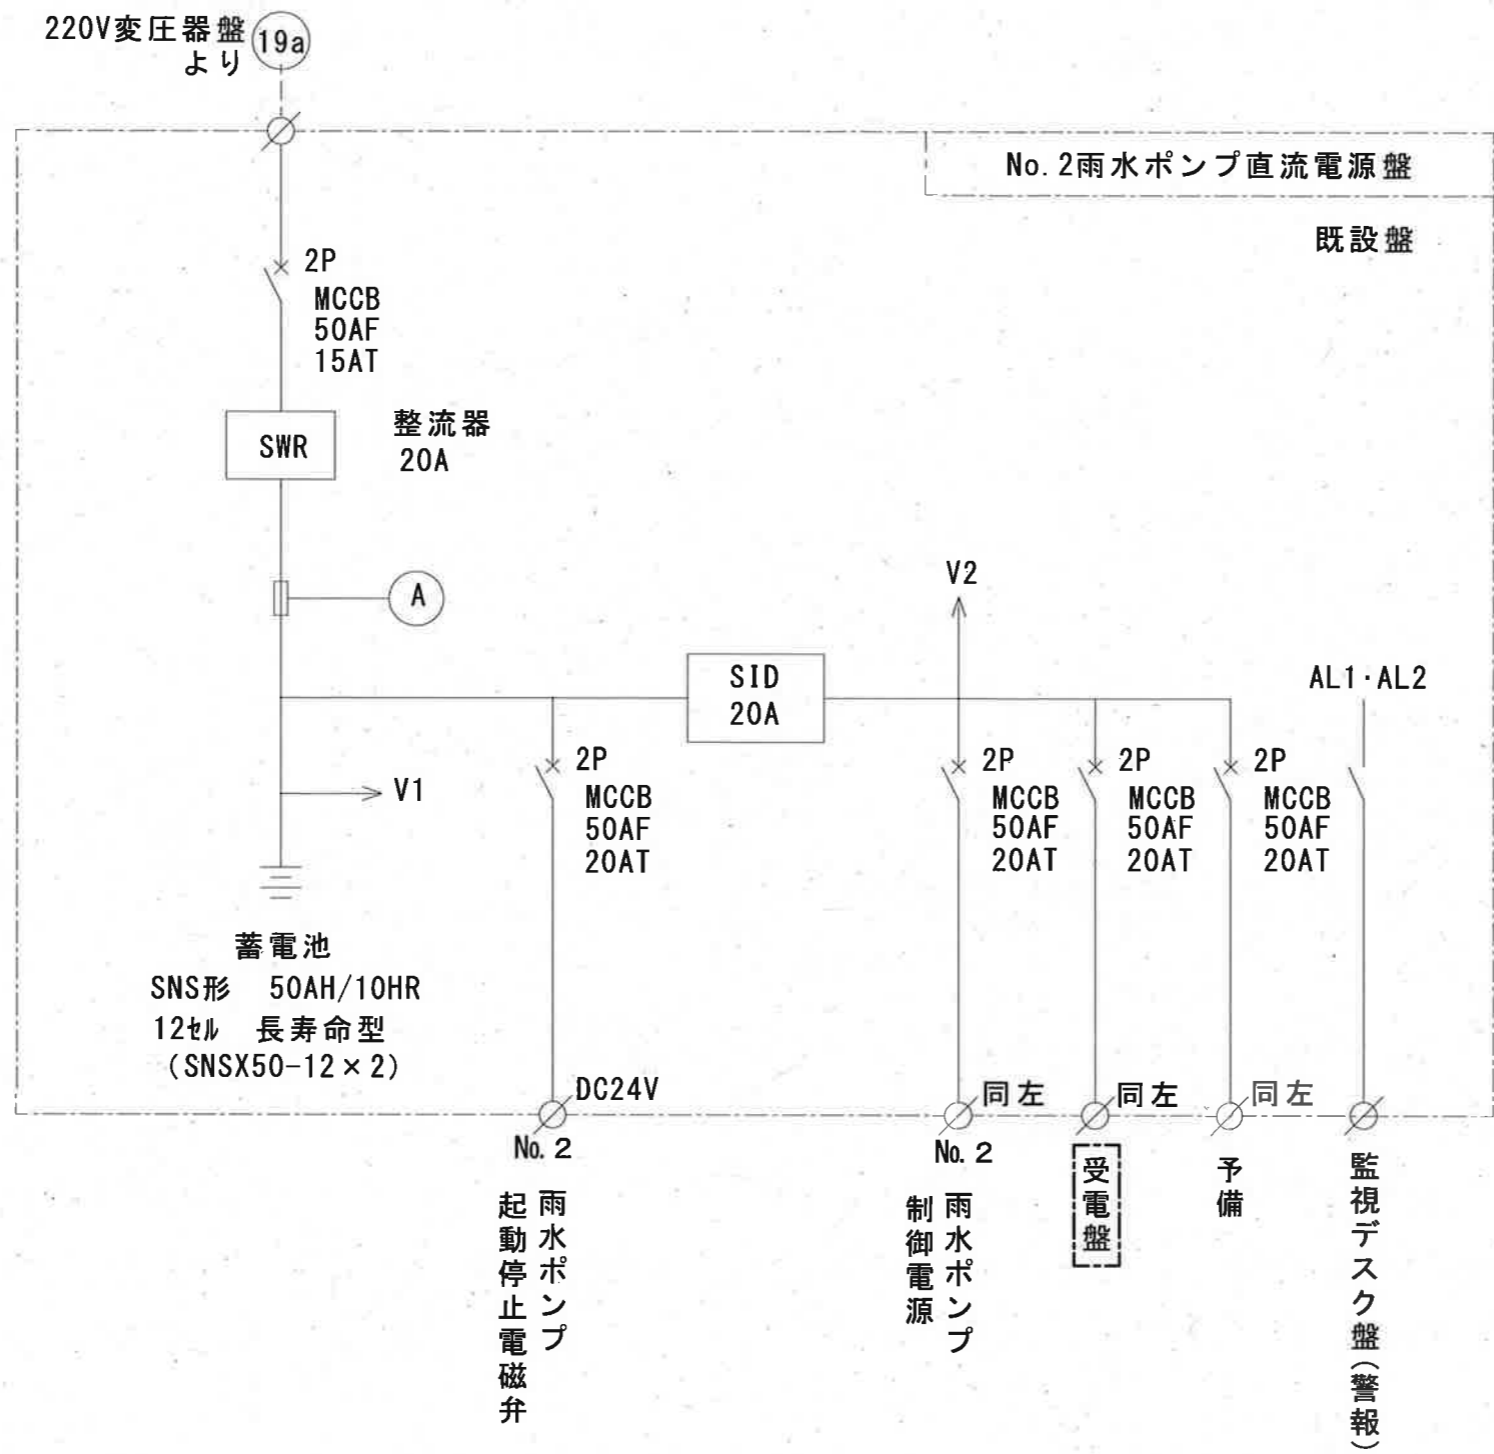 220V変圧器盤
より
19a
No.2雨水ポンプ直流電源盤
既設盤
2P
MCCB
50AF
15AT
SWR
整流器
20A
A
V2
SID
20A
AL1・AL2
V1
2P
MCCB
50AF
20AT
2P
MCCB
50AF
20AT
2P
MCCB
50AF
20AT
2P
MCCB
50AF
20AT
蓄電池
SNS形 50AH/10HR
12ｾﾙ 長寿命型
(SNSX50-12×2)
DC24V
同左
同左
同左
No.2
雨水ポンプ
起動停止電磁弁
No.2
雨水ポンプ
制御電源
受電盤
予備
監視デスク盤(警報)